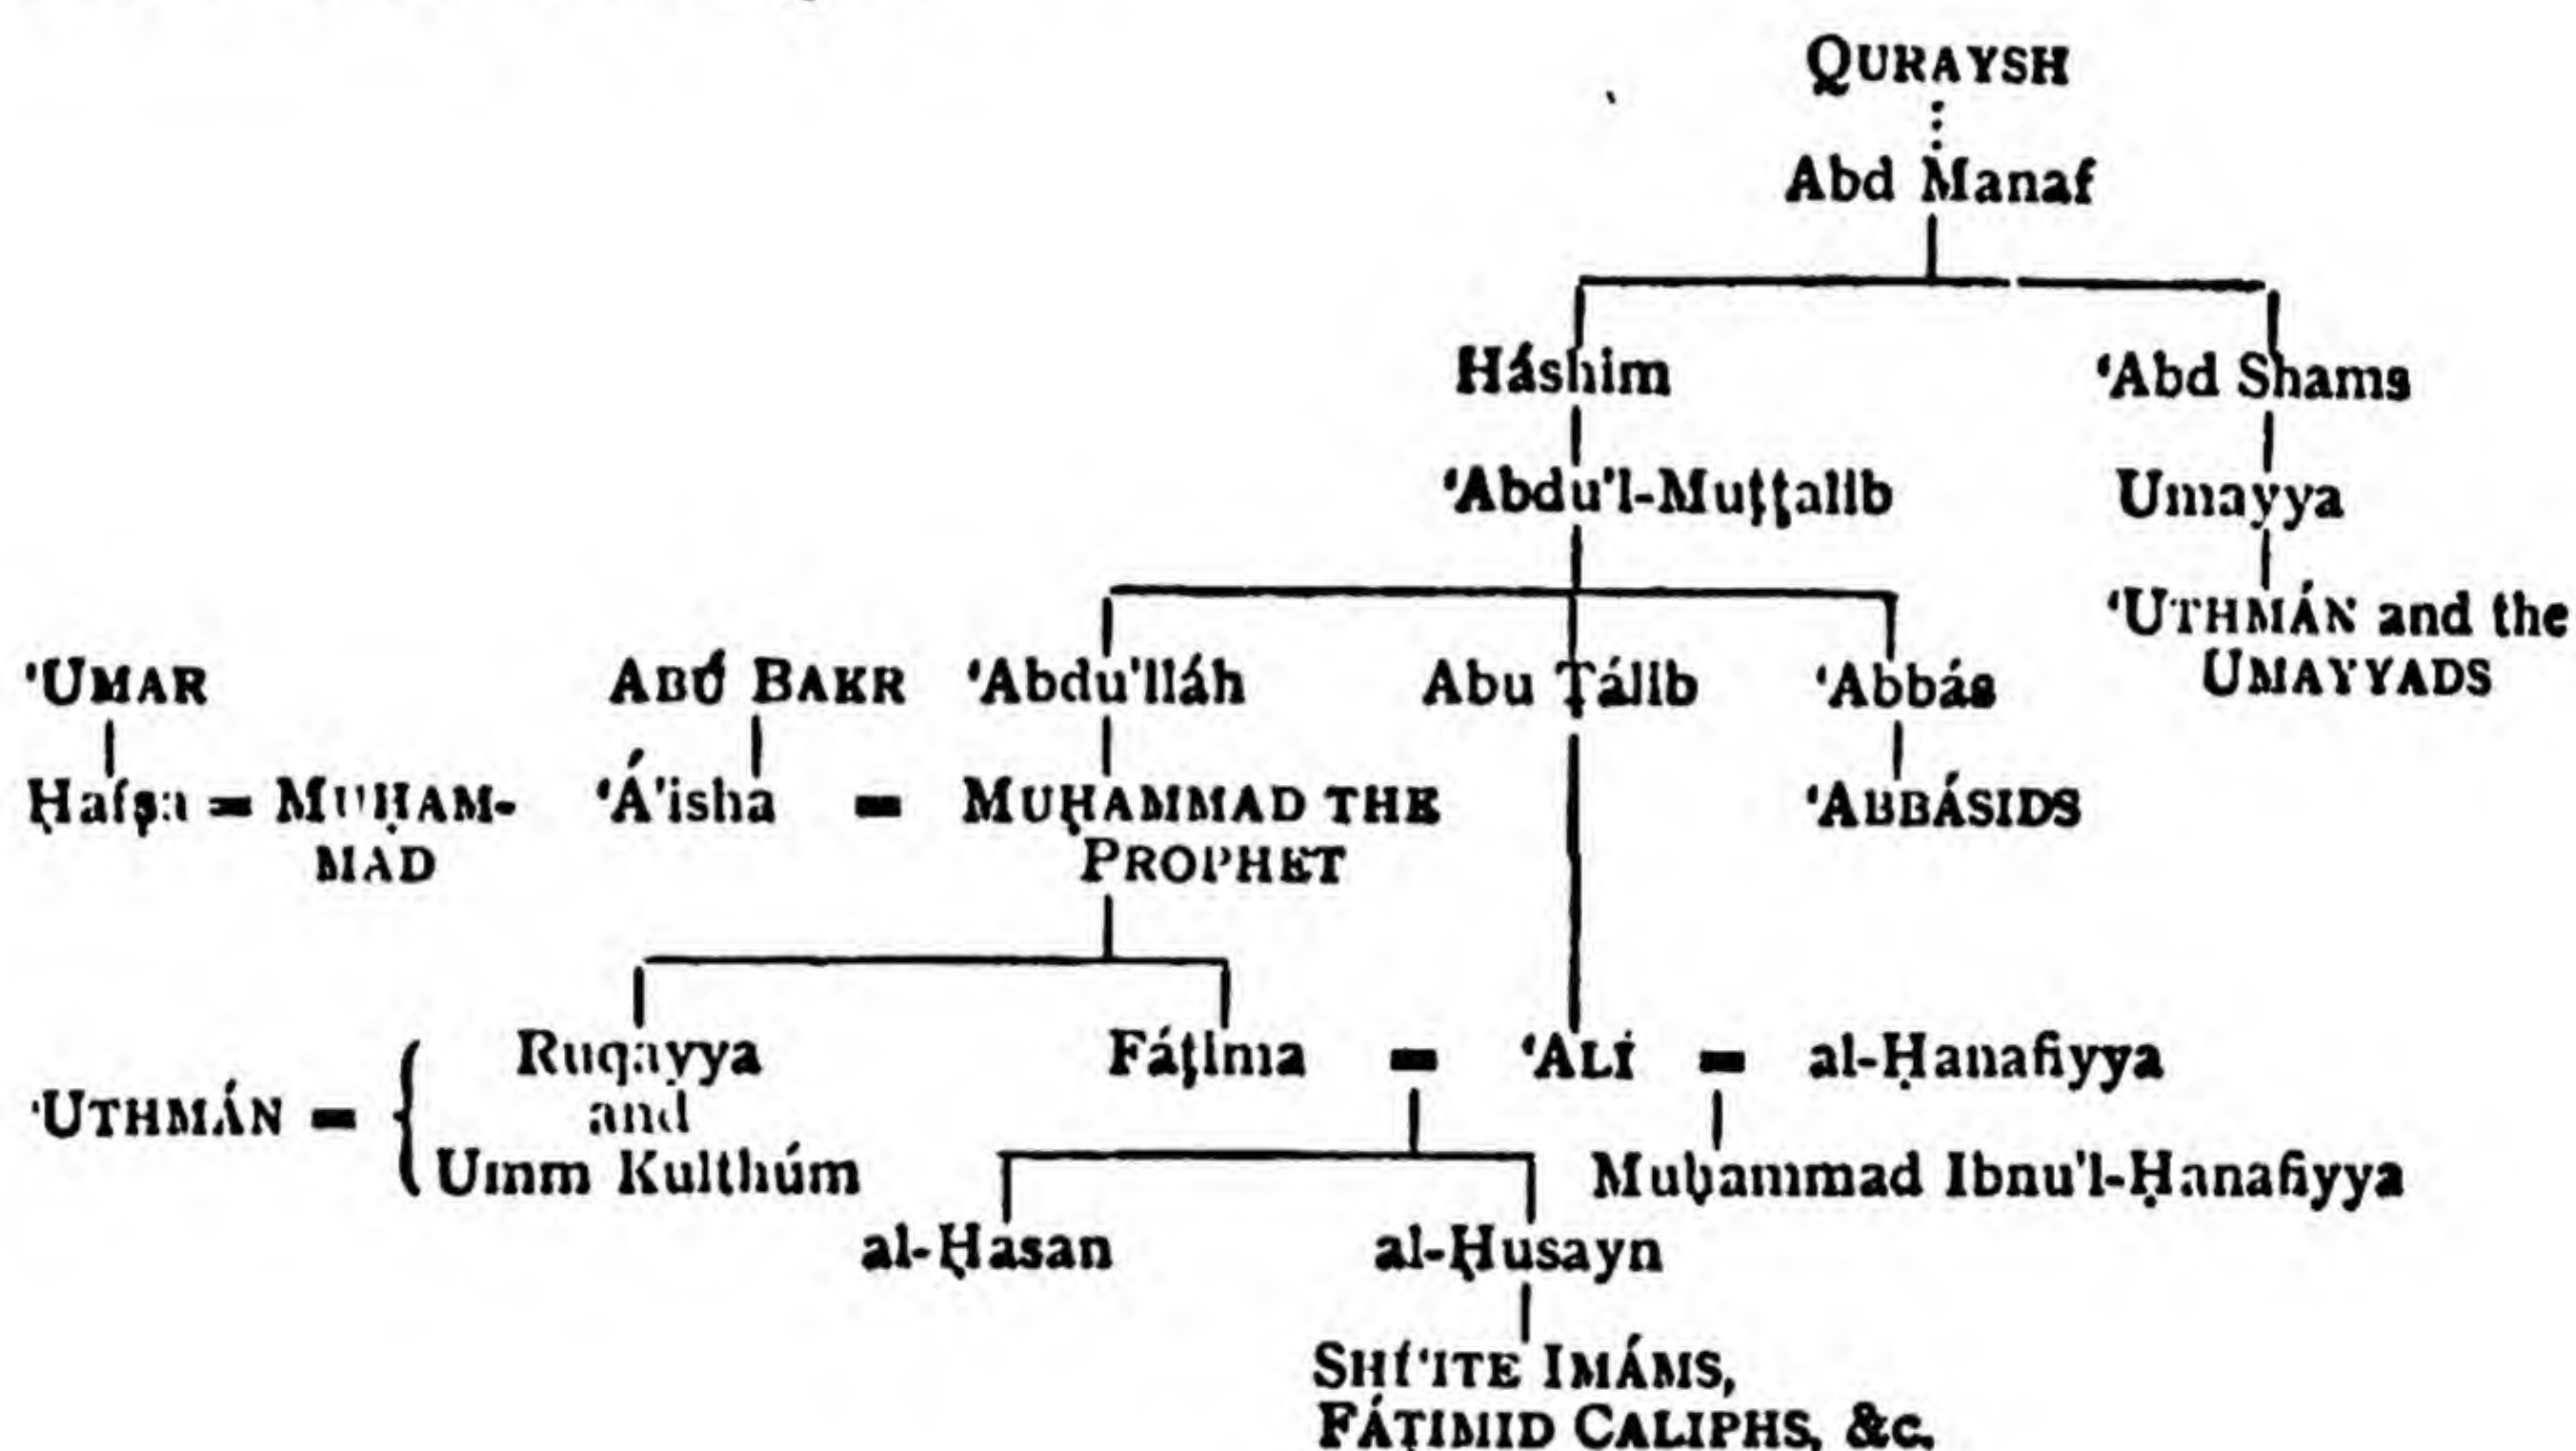 QURAYSH
Abd Manaf
Háshim ‘Abd Shams
‘Abdu'l-Muṭṭalib Umayya
‘UTHMÁN and the
UMAYYADS
‘UMAR ABÚ BAKR ‘Abdu'lláh Abu Ṭálib ‘Abbás
Ḥafṣa = MUḤAM-
MAD
‘Á'isha = MUḤAMMAD THE
PROPHET
‘ABBÁSIDS
‘UTHMÁN = {
Ruqayya
and
Umm Kulthúm
Fáṭima = ‘ALÍ = al-Ḥanafiyya
Muḥammad Ibnu'l-Ḥanafiyya
al-Ḥasan al-Ḥusayn
SHÍ‘ITE IMÁMS,
FÁṬIMID CALIPHS, &c.